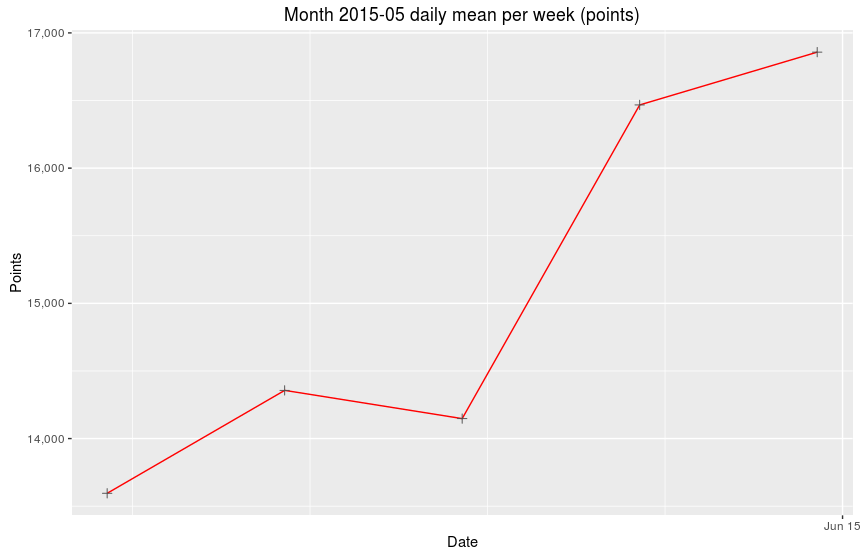 Month 2015-05 daily mean per week (points)
17,000
16,000
15,000
14,000
Points
Jun 15
Date